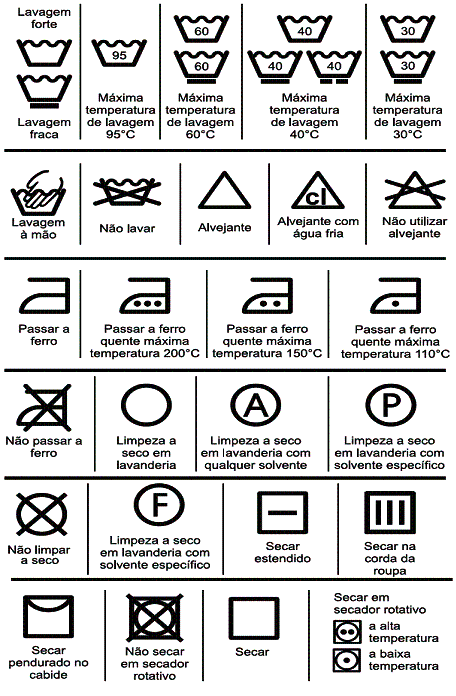 Lavagem
forte
Lavagem
fraca
95
Máxima
temperatura
de lavagem
95°C
60
60
Máxima
temperatura
de lavagem
60°C
40
40 40
Máxima
temperatura
de lavagem
40°C
30
30
Máxima
temperatura
de lavagem
30°C
Lavagem
à mão
Não lavar
Alvejante
cl
Alvejante com
água fria
Não utilizar
alvejante
Passar a
ferro
Passar a ferro
quente máxima
temperatura 200°C
Passar a ferro
quente máxima
temperatura 150°C
Passar a ferro
quente máxima
temperatura 110°C
Não passar a
ferro
Limpeza a
seco em
lavanderia
A
Limpeza a seco
em lavanderia com
qualquer solvente
P
Limpeza a seco
em lavanderia com
solvente específico
Não limpar
a seco
F
Limpeza a seco
em lavanderia com
solvente específico
Secar
estendido
Secar na
corda da
roupa
Secar
pendurado no
cabide
Não secar
em secador
rotativo
Secar
Secar em
secador rotativo
a alta
temperatura
a baixa
temperatura